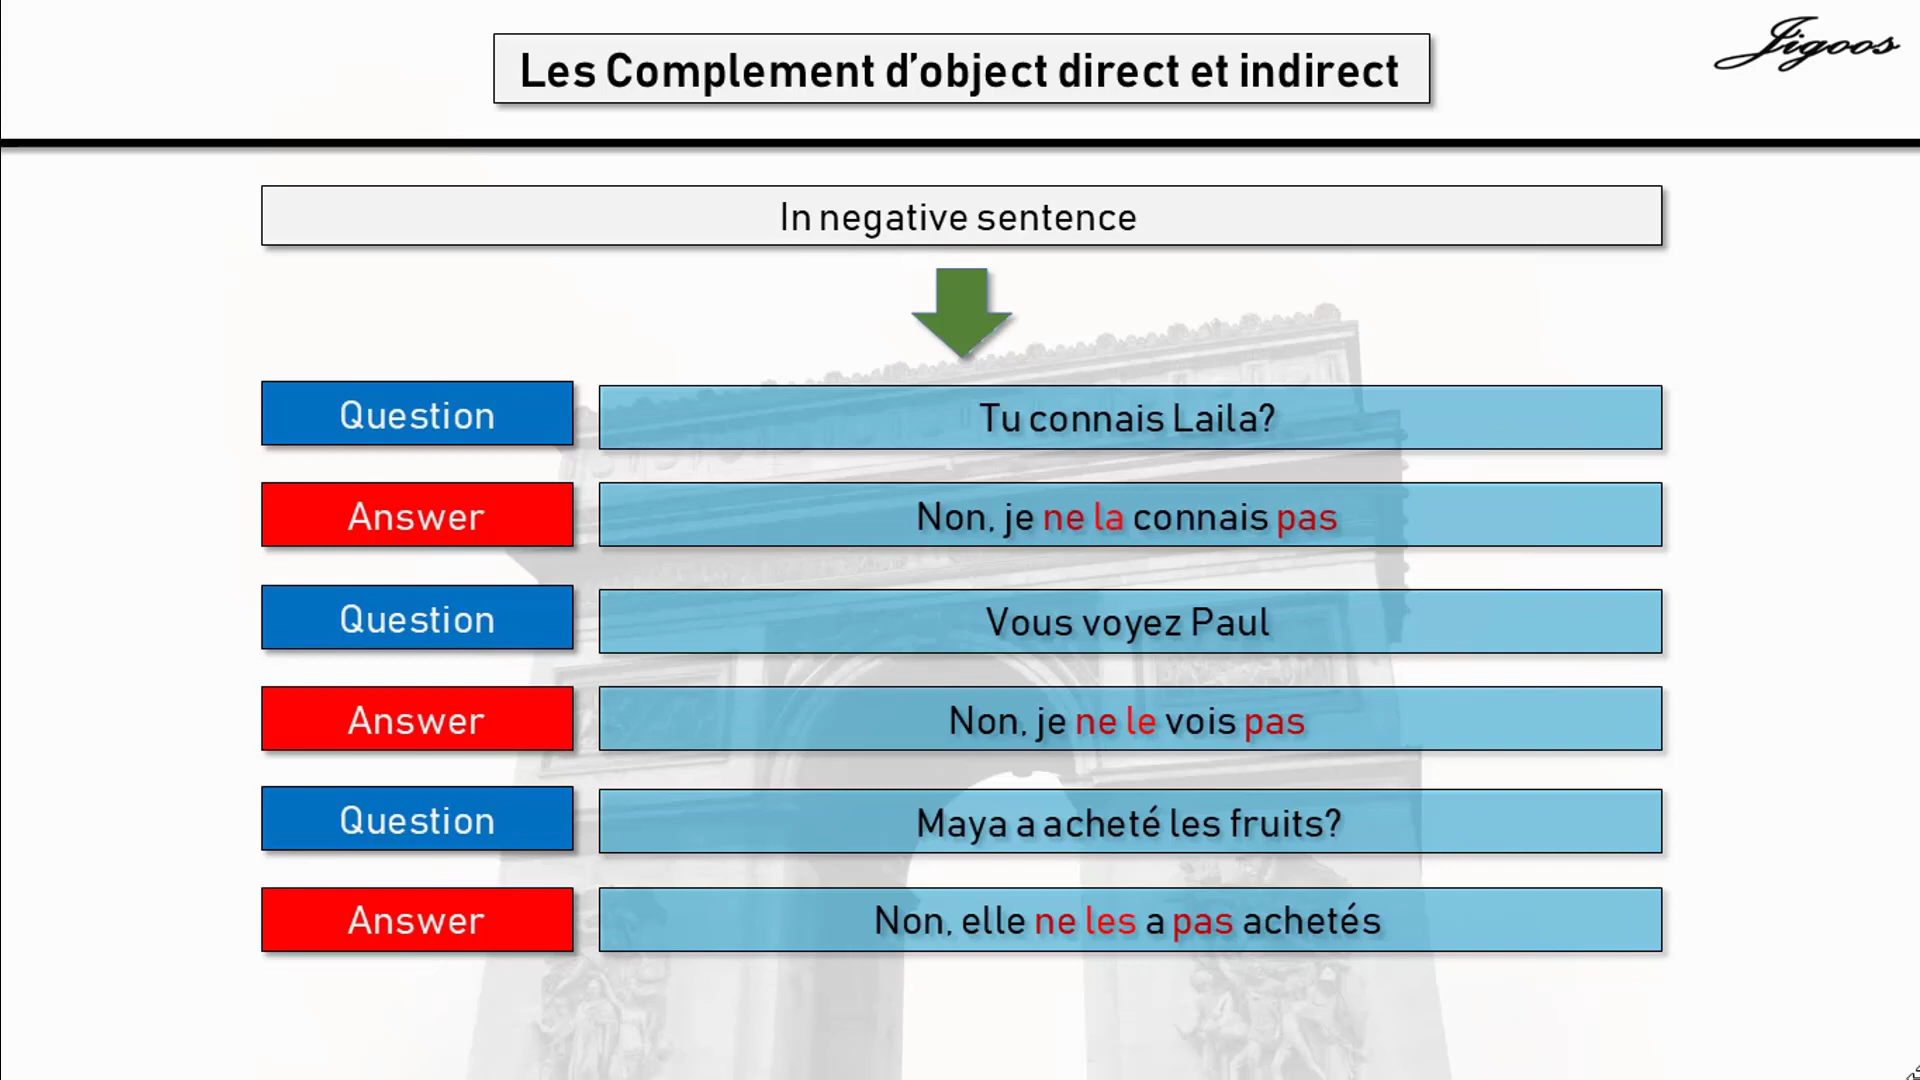 Les Complement d’object direct et indirect
Jigoos
In negative sentence
Question
Tu connais Laila?
Answer
Non, je ne la connais pas
Question
Vous voyez Paul
Answer
Non, je ne le vois pas
Question
Maya a acheté les fruits?
Answer
Non, elle ne les a pas achetés